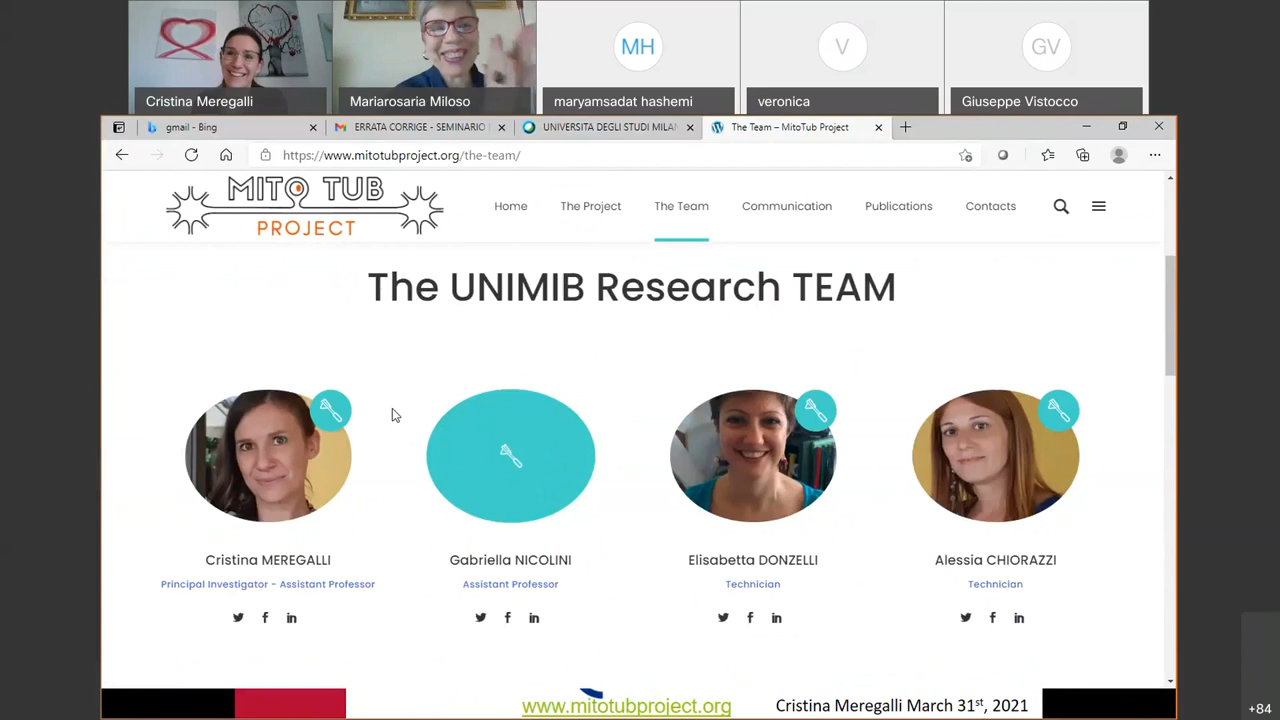 MH
V
GV
Cristina Meregalli
Mariarosaria Miloso
maryamsadat hashemi
veronica
Giuseppe Vistocco
gmail - Bing
ERRATA CORRIGE - SEMINARIO
UNIVERSITA DEGLI STUDI MILAN
The Team – MitoTub Project
https://www.mitotubproject.org/the-team/
MITO TUB
PROJECT
Home
The Project
The Team
Communication
Publications
Contacts
The UNIMIB Research TEAM
Cristina MEREGALLI
Gabriella NICOLINI
Elisabetta DONZELLI
Alessia CHIORAZZI
Principal Investigator – Assistant Professor
Assistant Professor
Technician
Technician
www.mitotubproject.org
Cristina Meregalli March 31st, 2021
+84